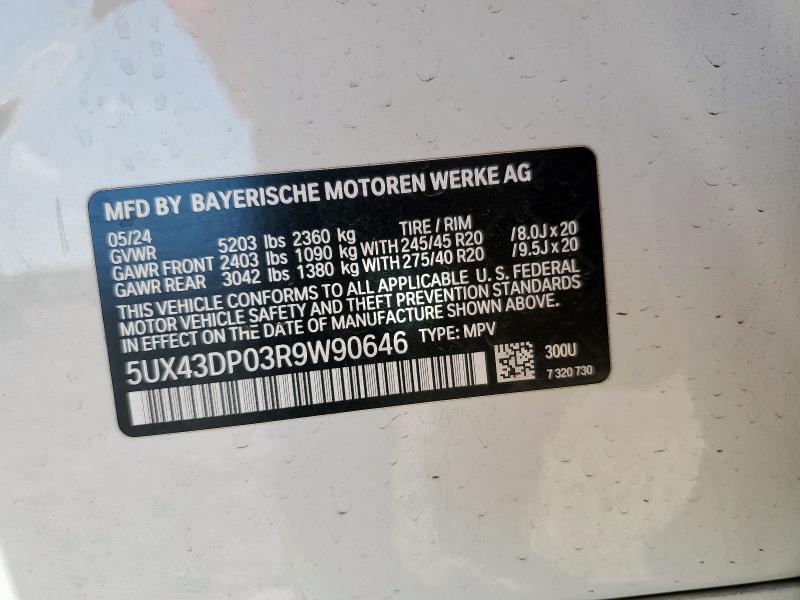 MFD BY BAYERISCHE MOTOREN WERKE AG
05/24 TIRE / RIM
GVWR 5203 lbs 2360 kg
GAWR FRONT 2403 lbs 1090 kg WITH 245/45 R20 /8.0J x 20
GAWR REAR 3042 lbs 1380 kg WITH 275/40 R20 /9.5J x 20
THIS VEHICLE CONFORMS TO ALL APPLICABLE U. S. FEDERAL
MOTOR VEHICLE SAFETY AND THEFT PREVENTION STANDARDS
IN EFFECT ON THE DATE OF MANUFACTURE SHOWN ABOVE.
5UX43DP03R9W90646 TYPE: MPV
300U
7 320 730